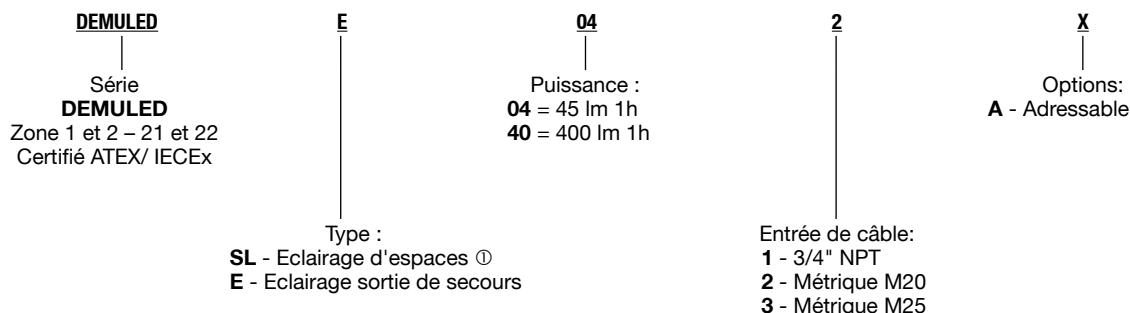 DEMULED E 04 2 X
Série
DEMULED
Zone 1 et 2 – 21 et 22
Certifié ATEX/ IECEx
Puissance :
04 = 45 lm 1h
40 = 400 lm 1h
Options:
A - Adressable
Type :
SL - Eclairage d'espaces ①
E - Eclairage sortie de secours
Entrée de câble:
1 - 3/4" NPT
2 - Métrique M20
3 - Métrique M25